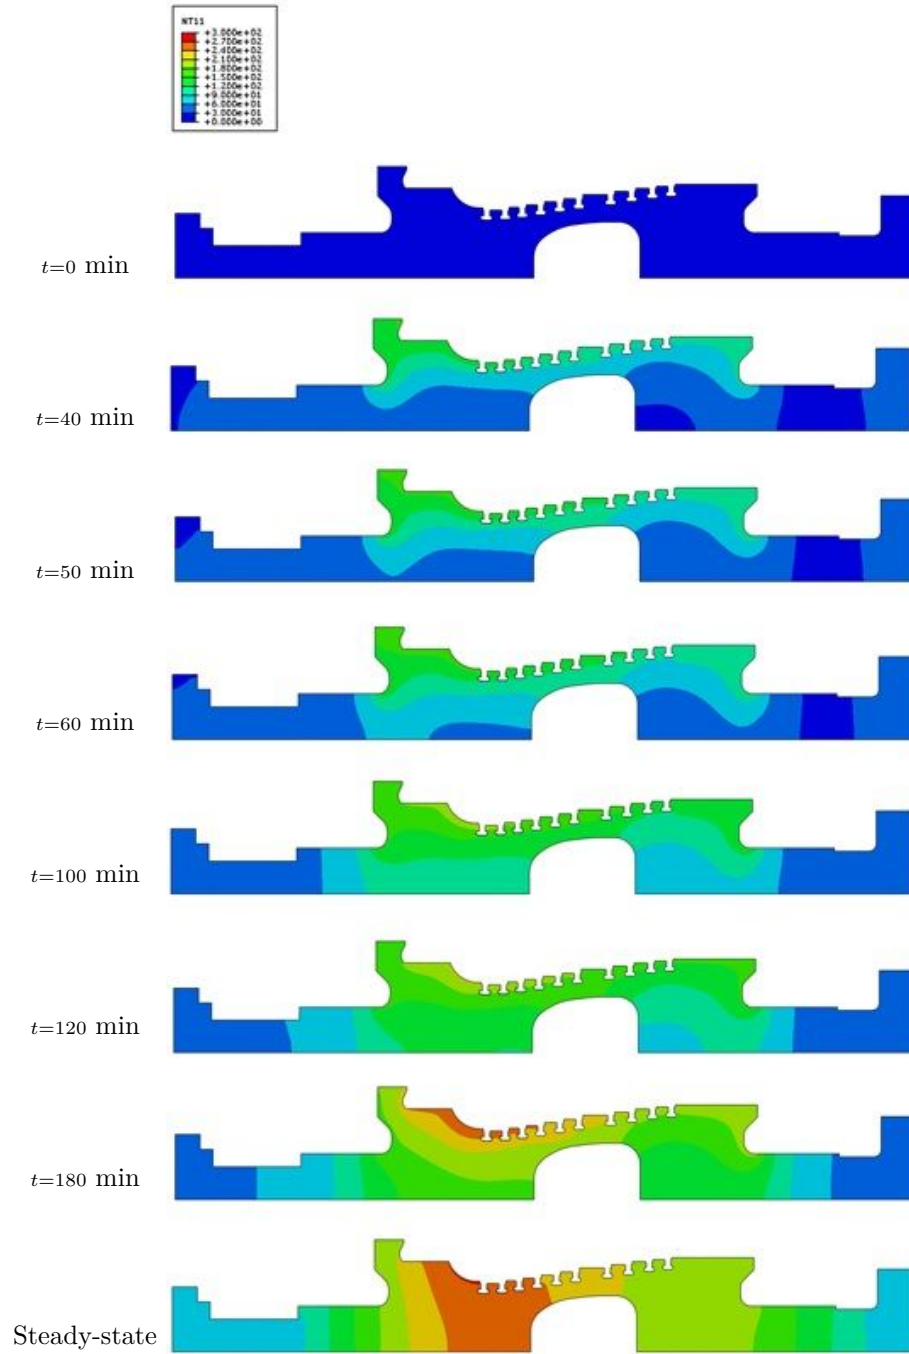 NT11
+3.000e+02
+2.700e+02
+2.400e+02
+2.100e+02
+1.800e+02
+1.500e+02
+1.200e+02
+9.000e+01
+6.000e+01
+3.000e+01
+0.000e+00
t=0 min
t=40 min
t=50 min
t=60 min
t=100 min
t=120 min
t=180 min
Steady-state